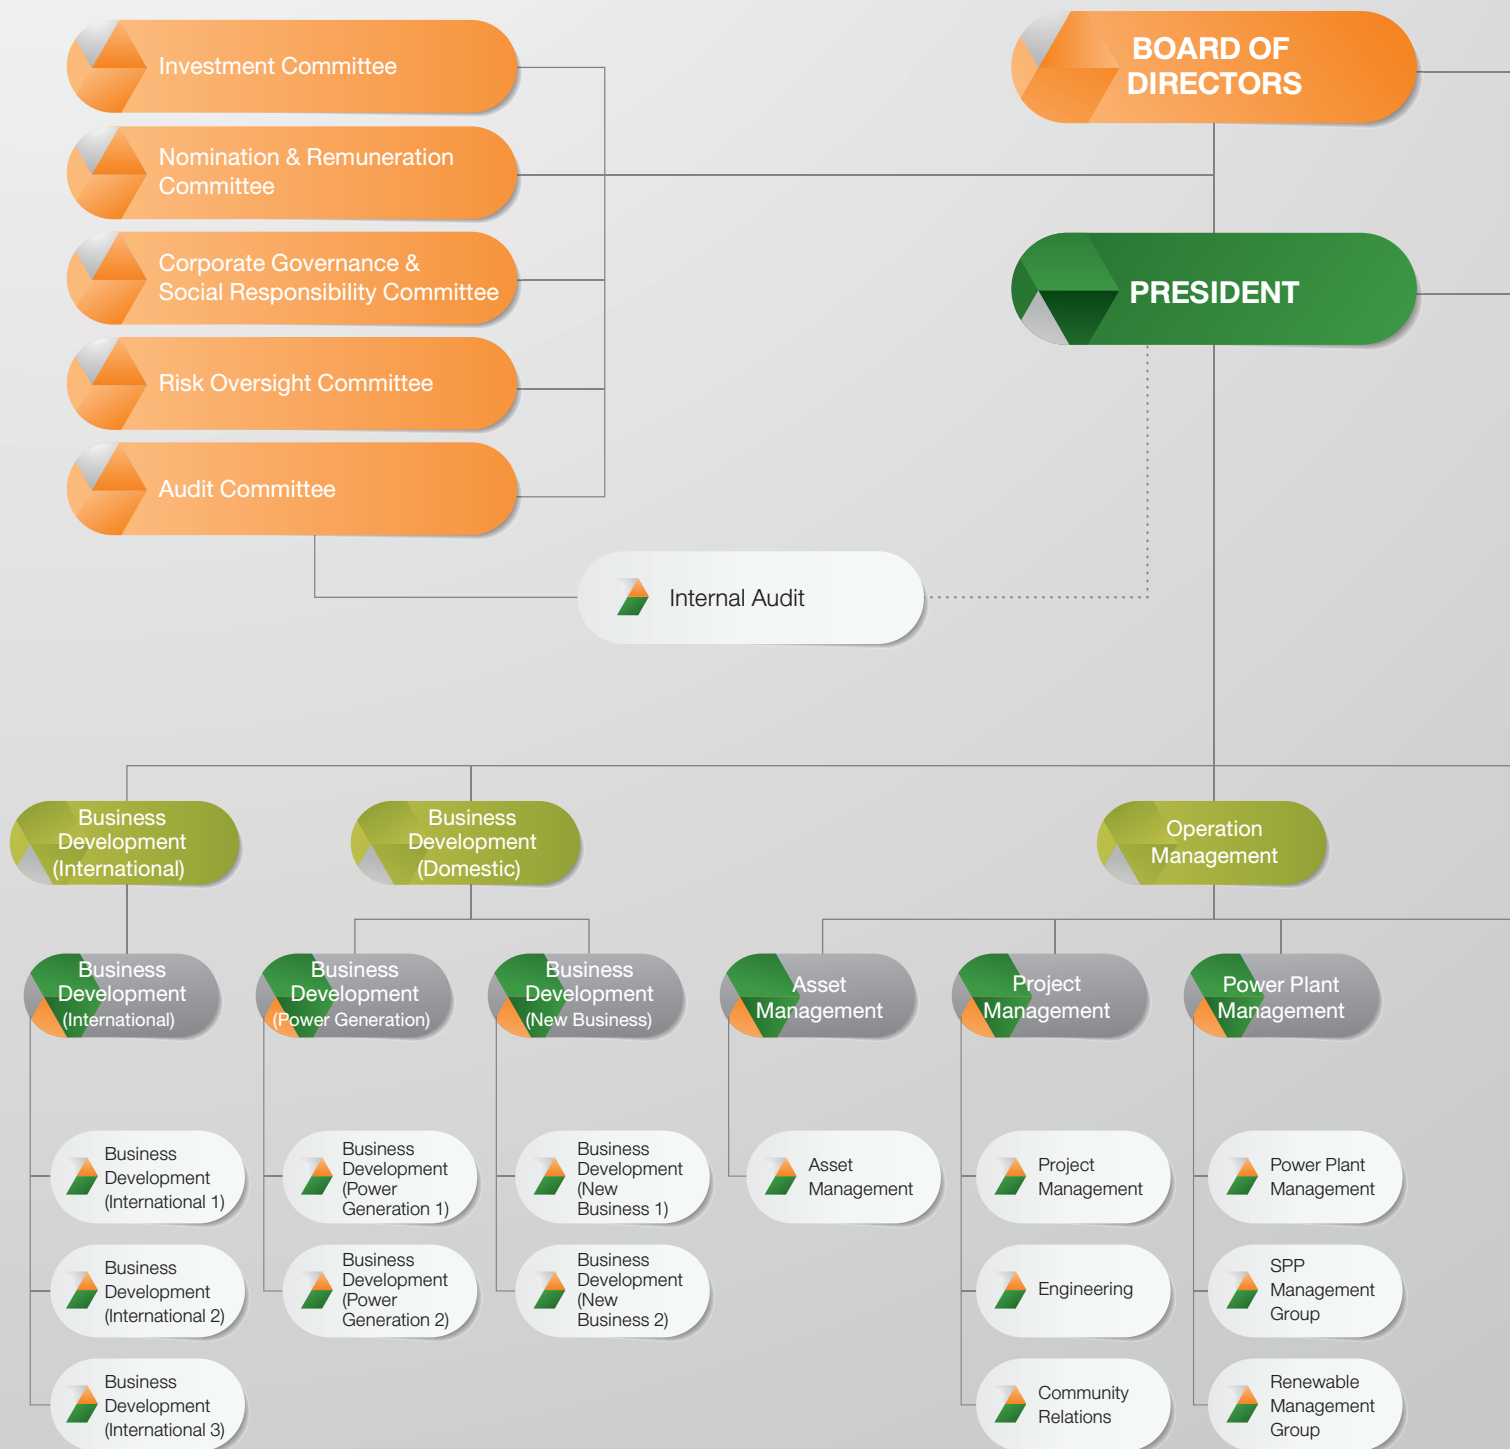 Investment Committee
Nomination & Remuneration
Committee
Corporate Governance &
Social Responsibility Committee
Risk Oversight Committee
Audit Committee
BOARD OF
DIRECTORS
PRESIDENT
Internal Audit
Business
Development
(International)
Business
Development
(Domestic)
Operation
Management
Business
Development
(International)
Business
Development
(Power Generation)
Business
Development
(New Business)
Asset
Management
Project
Management
Power Plant
Management
Business
Development
(International 1)
Business
Development
(International 2)
Business
Development
(International 3)
Business
Development
(Power
Generation 1)
Business
Development
(Power
Generation 2)
Business
Development
(New
Business 1)
Business
Development
(New
Business 2)
Asset
Management
Project
Management
Engineering
Community
Relations
Power Plant
Management
SPP
Management
Group
Renewable
Management
Group